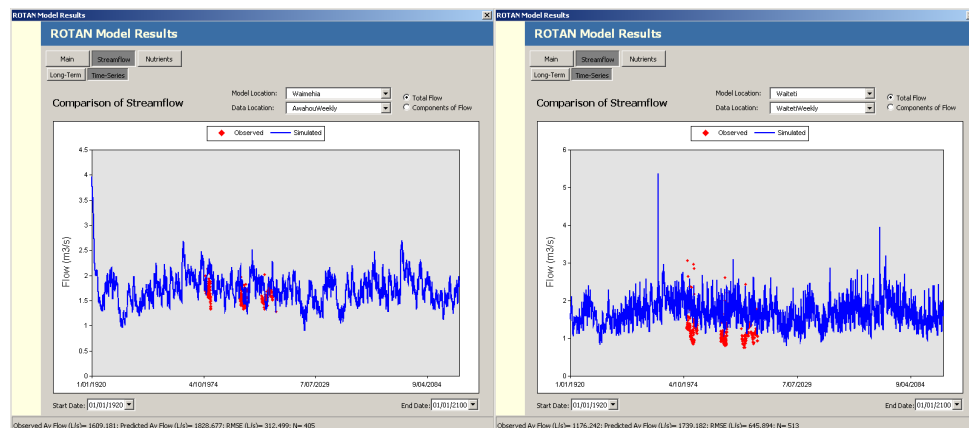 ROTAN Model Results
ROTAN Model Results
Main Streamflow Nutrients
Long-Term Time-Series
Comparison of Streamflow
Model Location: Waimehia
Data Location: AwahouWeekly
Total Flow
Components of Flow
Observed Simulated
4.5
4
3.5
3
2.5
2
1.5
1
0.5
0
Flow (m3/s)
1/01/1920 4/10/1974 7/07/2029 9/04/2084
Start Date: 01/01/1920 End Date: 01/01/2100
Observed Av Flow (L/s)= 1609.181; Predicted Av Flow (L/s)= 1828.677; RMSE (L/s)= 312.499; N= 405
ROTAN Model Results
ROTAN Model Results
Main Streamflow Nutrients
Long-Term Time-Series
Comparison of Streamflow
Model Location: Waiteti
Data Location: WaitetiWeekly
Total Flow
Components of Flow
Observed Simulated
6
5
4
3
2
1
0
Flow (m3/s)
1/01/1920 4/10/1974 7/07/2029 9/04/2084
Start Date: 01/01/1920 End Date: 01/01/2100
Observed Av Flow (L/s)= 1176.242; Predicted Av Flow (L/s)= 1739.182; RMSE (L/s)= 645.894; N= 513